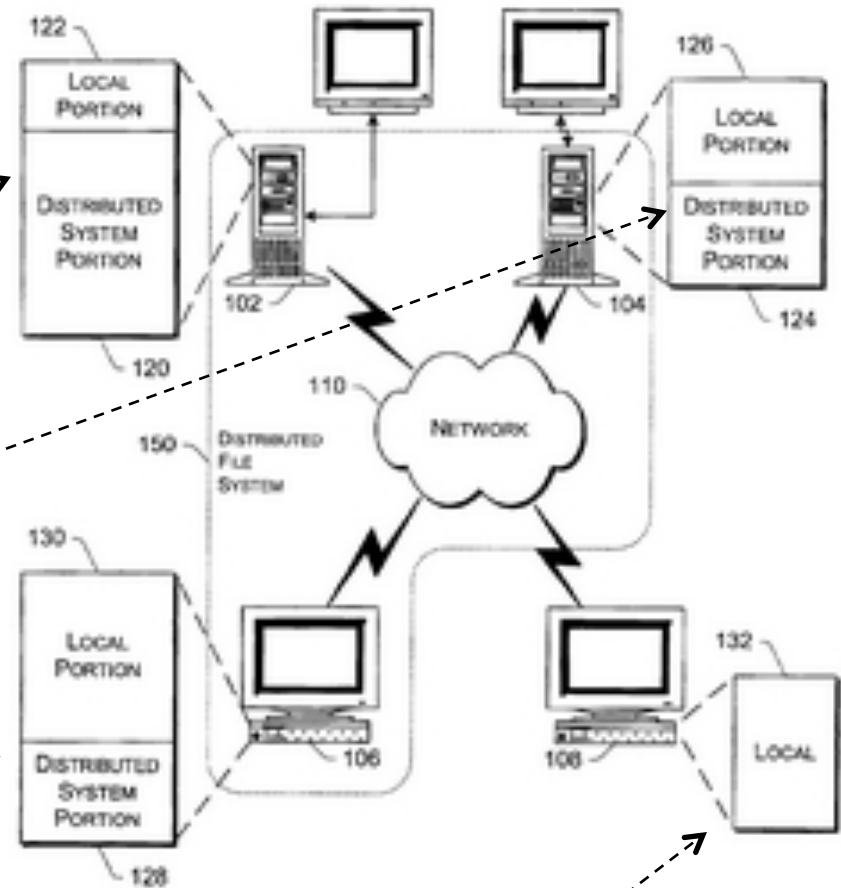 122
LOCAL
PORTION
DISTRIBUTED
SYSTEM
PORTION
120
102
126
LOCAL
PORTION
DISTRIBUTED
SYSTEM
PORTION
124
104
110
NETWORK
150
DISTRIBUTED
FILE
SYSTEM
130
LOCAL
PORTION
DISTRIBUTED
SYSTEM
PORTION
128
106
108
132
LOCAL